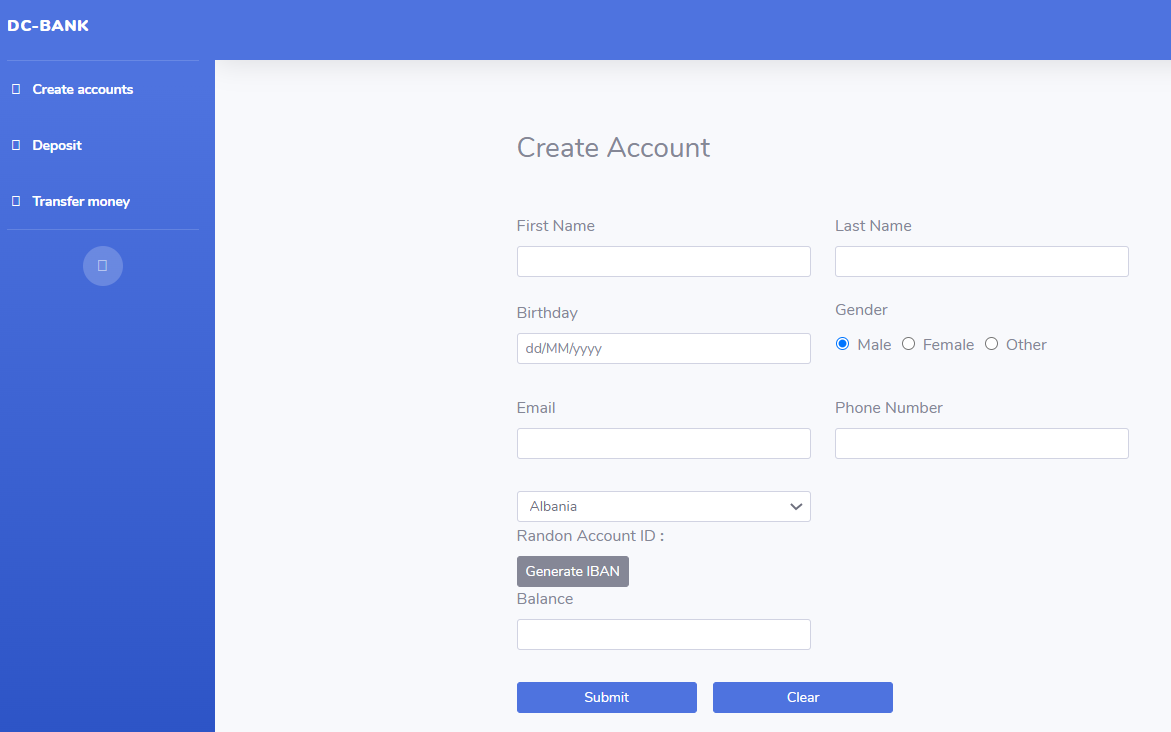 DC-BANK
Create accounts
Deposit
Transfer money
Create Account
First Name
Last Name
Birthday
dd/MM/yyyy
Gender
Male Female Other
Email
Phone Number
Albania
Randon Account ID :
Generate IBAN
Balance
Submit
Clear